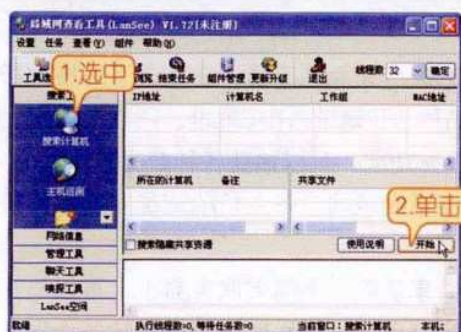 局域网查看工具(LanSee) V1.72[未注册]
设置 任务 查看(V) 组件 帮助(H)
结束任务 组件管理 更新升级 退出 线程数 32 确定
1.选中
IP地址 计算机名 工作组 MAC地址
搜索计算机
主机巡测
所在的计算机 备注 共享文件
2.单击
搜索隐藏共享资源 使用说明 开始
网络信息
管理工具
聊天工具
嗅探工具
LanSee空间
就绪 执行线程数=0,等待任务数=0 当前窗口: 搜索计算机 本机: